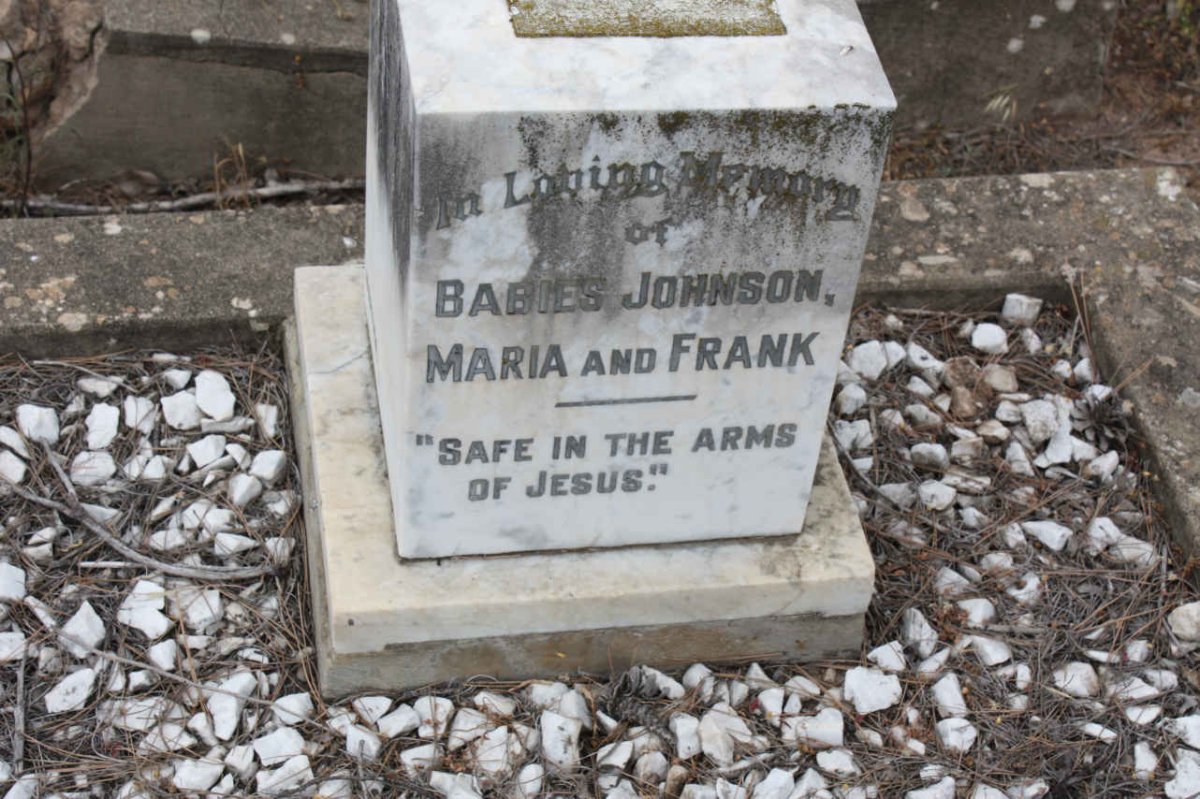 In Loving Memory
of
BABIES JOHNSON,
MARIA AND FRANK
"SAFE IN THE ARMS
OF JESUS."